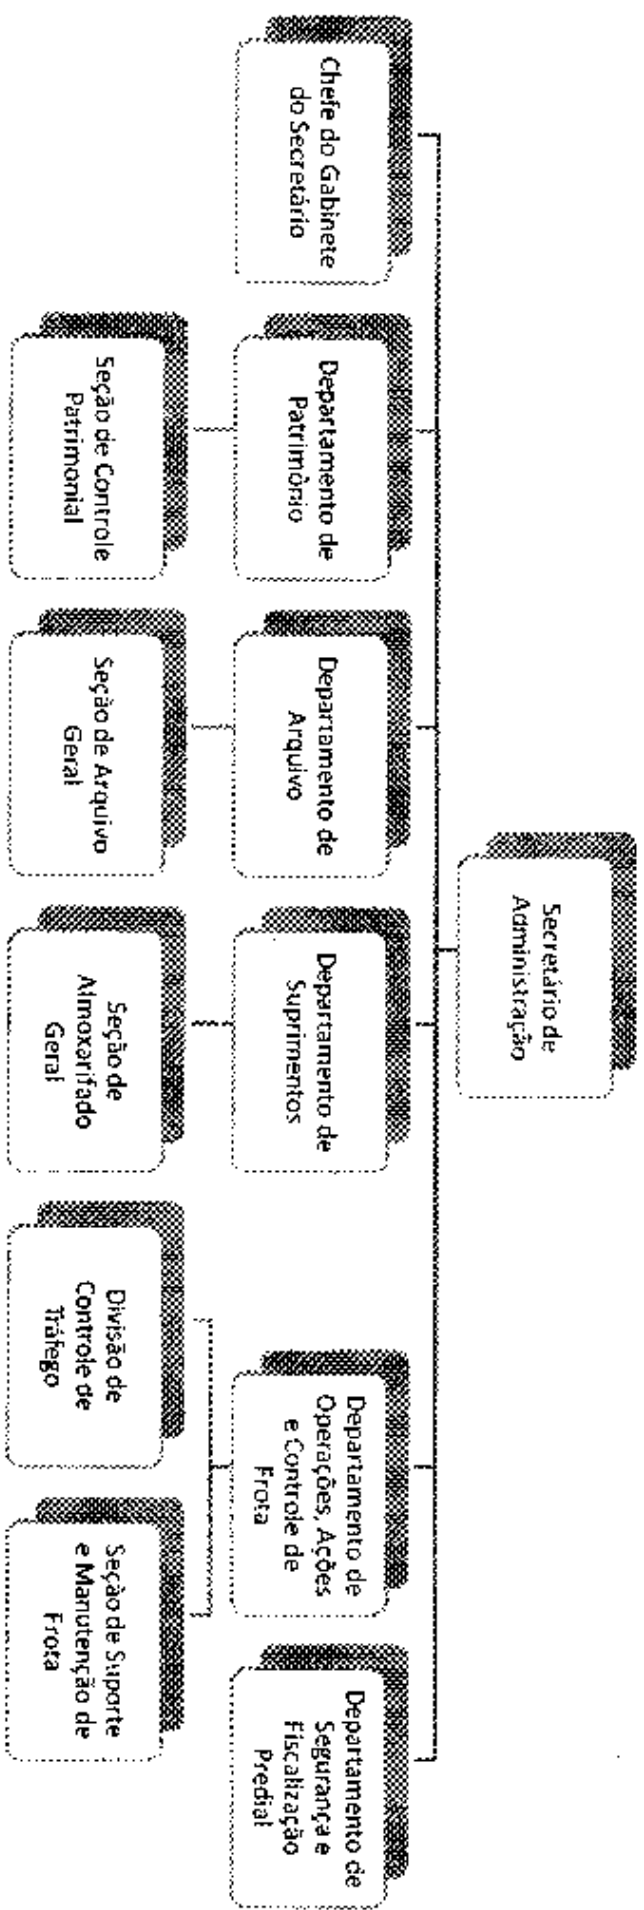 Secretário de
Administração
Chefe do Gabinete
do Secretário
Departamento de
Patrimônio
Departamento de
Arquivo
Departamento de
Suprimentos
Departamento de
Operações, Ações
e Controle de
Frota
Departamento de
Segurança e
Fiscalização
Predial
Seção de Controle
Patrimonial
Seção de Arquivo
Geral
Seção de
Almoxarifado
Geral
Divisão de
Controle de
Tráfego
Seção de Suporte
e Manutenção de
Frota